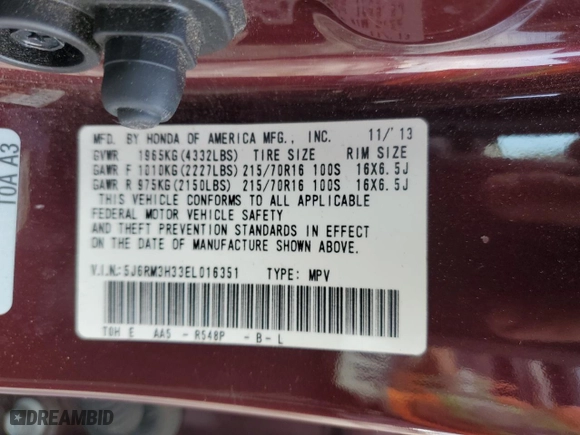 MFD. BY HONDA OF AMERICA MFG., INC. 11/'13
GVWR 1965KG(4332LBS) TIRE SIZE RIM SIZE
GAWR F 1010KG(2227LBS) 215/70R16 100S 16X6.5J
GAWR R 975KG(2150LBS) 215/70R16 100S 16X6.5J
THIS VEHICLE CONFORMS TO ALL APPLICABLE
FEDERAL MOTOR VEHICLE SAFETY
AND THEFT PREVENTION STANDARDS IN EFFECT
ON THE DATE OF MANUFACTURE SHOWN ABOVE.
V.I.N.:5J6RM3H33EL016351 TYPE: MPV
T0H E AA5 - R548P - B - L
10A A3
DREAMBID